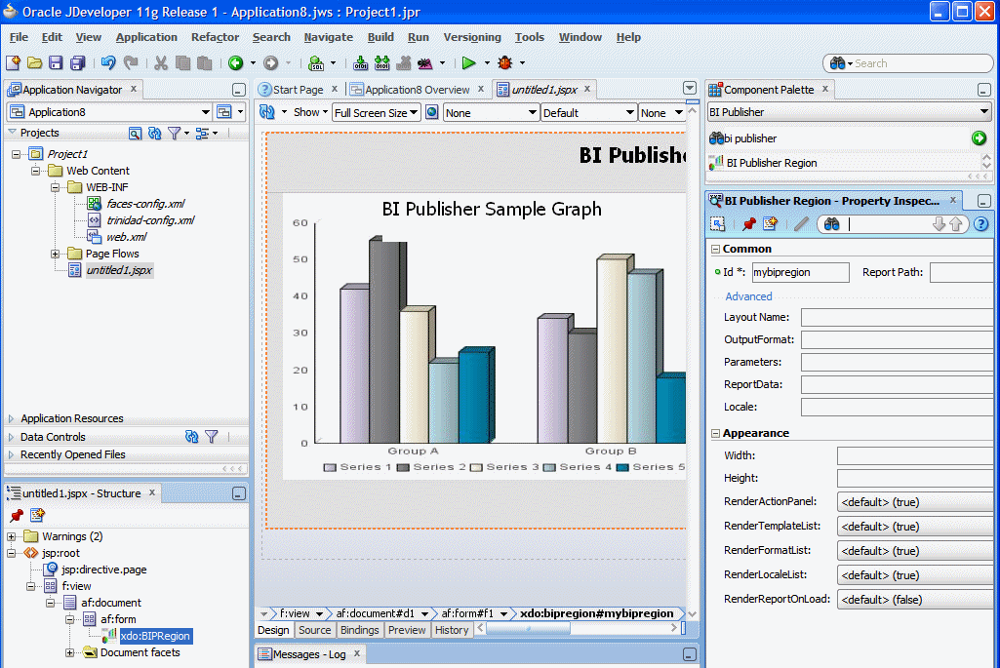 Oracle JDeveloper 11g Release 1 - Application8.jws : Project1.jpr
File Edit View Application Refactor Search Navigate Build Run Versioning Tools Window Help
Search
Application Navigator
Application8
Projects
Project1
Web Content
WEB-INF
faces-config.xml
trinidad-config.xml
web.xml
Page Flows
untitled1.jspx
Application Resources
Data Controls
Recently Opened Files
untitled1.jspx - Structure
Warnings (2)
jsp:root
jsp:directive.page
f:view
af:document
af:form
xdo:BIPRegion
Document facets
Start Page Application8 Overview untitled1.jspx
Show Full Screen Size None Default None
BI Publishe
BI Publisher Sample Graph
60
50
40
30
20
10
0
Group A Group B
Series 1 Series 2 Series 3 Series 4 Series 5
f:view af:document#d1 af:form#f1 xdo:bipregion#mybipregion
Design Source Bindings Preview History
Messages - Log
Component Palette
BI Publisher
bi publisher
BI Publisher Region
BI Publisher Region - Property Inspec...
Common
Id *: mybipregion Report Path:
Advanced
Layout Name:
OutputFormat:
Parameters:
ReportData:
Locale:
Appearance
Width:
Height:
RenderActionPanel: <default> (true)
RenderTemplateList: <default> (true)
RenderFormatList: <default> (true)
RenderLocaleList: <default> (true)
RenderReportOnLoad: <default> (false)